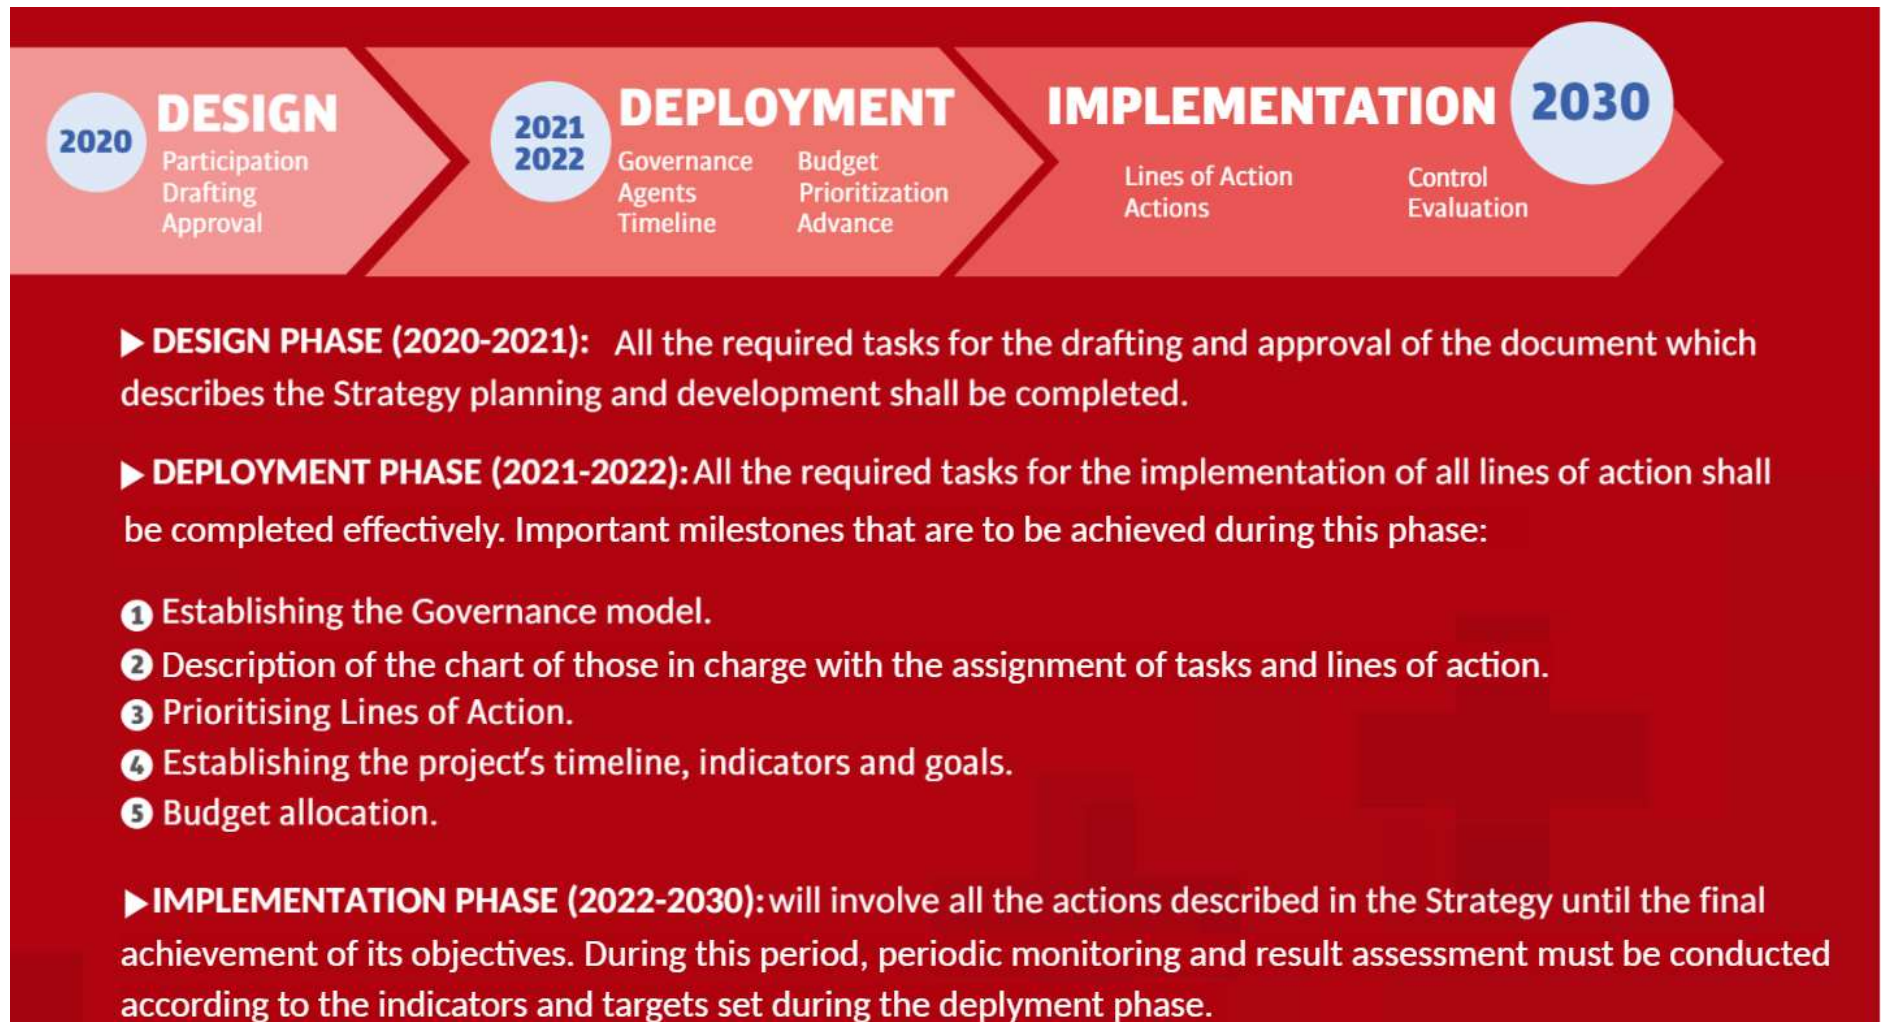 2020
DESIGN
Participation
Drafting
Approval
2021
2022
DEPLOYMENT
Governance
Agents
Timeline
Budget
Prioritization
Advance
IMPLEMENTATION
2030
Lines of Action
Actions
Control
Evaluation
▶ DESIGN PHASE (2020-2021): All the required tasks for the drafting and approval of the document which
describes the Strategy planning and development shall be completed.
▶ DEPLOYMENT PHASE (2021-2022): All the required tasks for the implementation of all lines of action shall
be completed effectively. Important milestones that are to be achieved during this phase:
1 Establishing the Governance model.
2 Description of the chart of those in charge with the assignment of tasks and lines of action.
3 Prioritising Lines of Action.
4 Establishing the project's timeline, indicators and goals.
5 Budget allocation.
▶ IMPLEMENTATION PHASE (2022-2030): will involve all the actions described in the Strategy until the final
achievement of its objectives. During this period, periodic monitoring and result assessment must be conducted
according to the indicators and targets set during the deplyment phase.